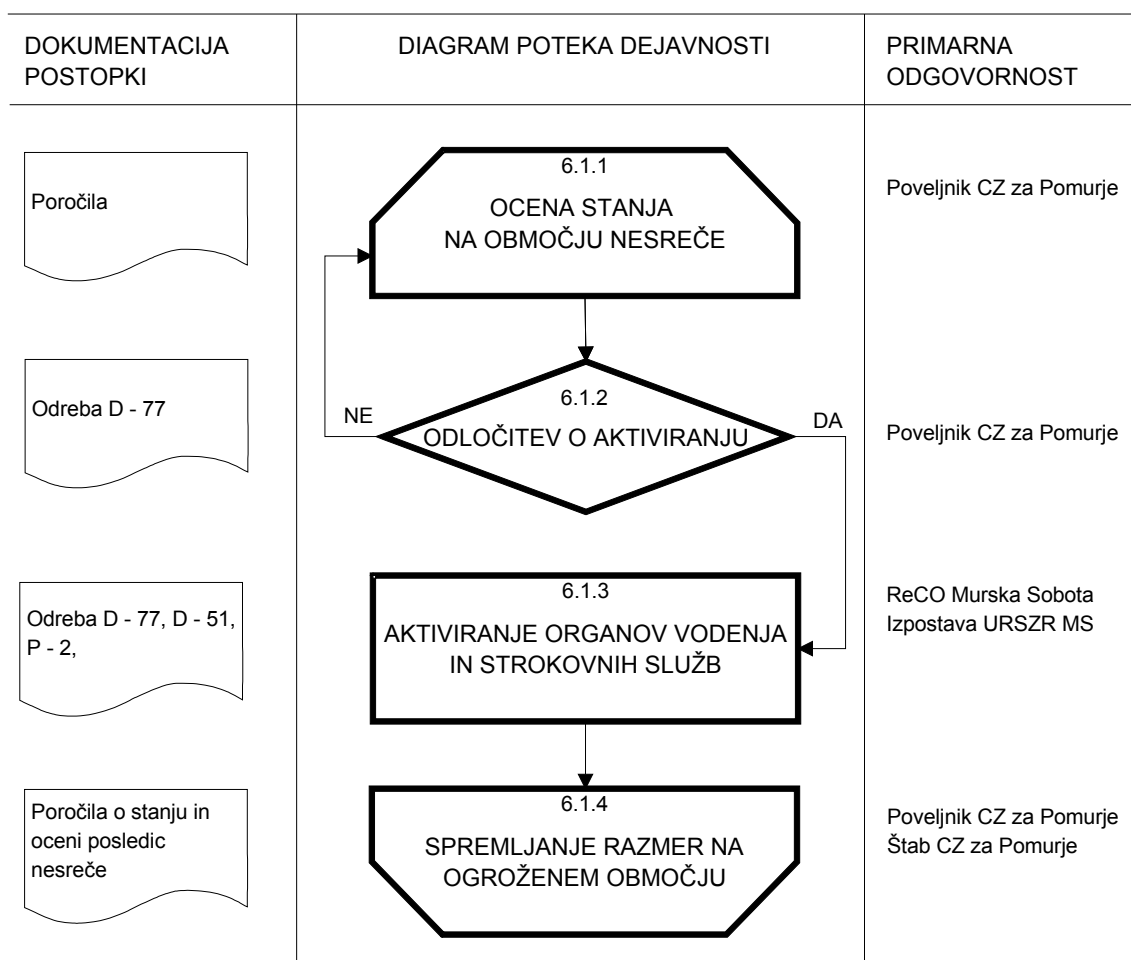 DOKUMENTACIJA
POSTOPKI
DIAGRAM POTEKA DEJAVNOSTI
PRIMARNA
ODGOVORNOST
Poročila
6.1.1
OCENA STANJA
NA OBMOČJU NESREČE
Poveljnik CZ za Pomurje
Odreba D - 77
NE
6.1.2
ODLOČITEV O AKTIVIRANJU
DA
Poveljnik CZ za Pomurje
Odreba D - 77, D - 51,
P - 2,
6.1.3
AKTIVIRANJE ORGANOV VODENJA
IN STROKOVNIH SLUŽB
ReCO Murska Sobota
Izpostava URSZR MS
Poročila o stanju in
oceni posledic
nesreče
6.1.4
SPREMLJANJE RAZMER NA
OGROŽENEM OBMOČJU
Poveljnik CZ za Pomurje
Štab CZ za Pomurje